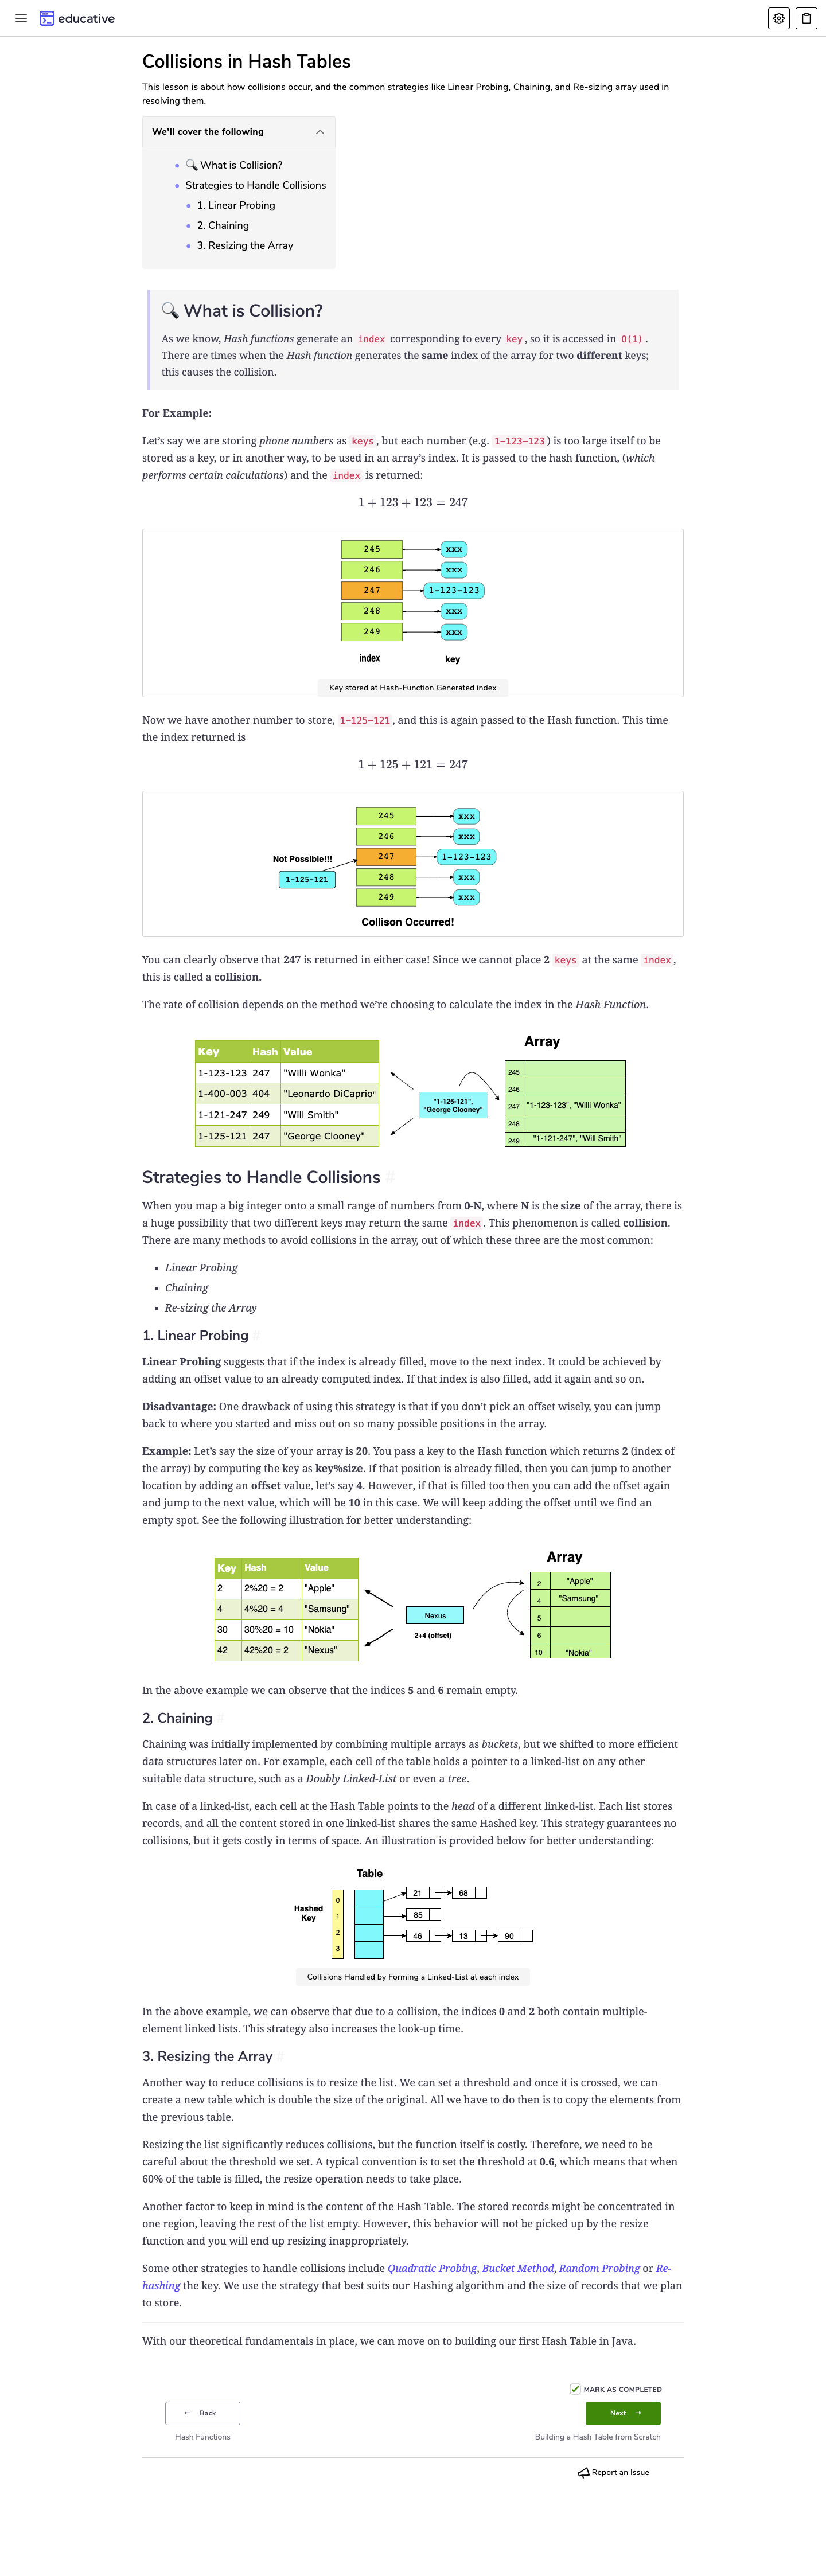 educative
Collisions in Hash Tables
This lesson is about how collisions occur, and the common strategies like Linear Probing, Chaining, and Re-sizing array used in
resolving them.
We'll cover the following
What is Collision?
Strategies to Handle Collisions
1. Linear Probing
2. Chaining
3. Resizing the Array
What is Collision?
As we know, Hash functions generate an index corresponding to every key, so it is accessed in O(1).
There are times when the Hash function generates the same index of the array for two different keys;
this causes the collision.
For Example:
Let's say we are storing phone numbers as keys, but each number (e.g. 1-123-123) is too large itself to be
stored as a key, or in another way, to be used in an array's index. It is passed to the hash function, (which
performs certain calculations) and the index is returned:
1 + 123 + 123 = 247
245 xxx
246 xxx
247 1-123-123
248 xxx
249 xxx
index key
Key stored at Hash-Function Generated index
Now we have another number to store, 1-125-121, and this is again passed to the Hash function. This time
the index returned is
1 + 125 + 121 = 247
245 xxx
246 xxx
Not Possible!!! 247 1-123-123
1-125-121 248 xxx
249 xxx
Collison Occurred!
You can clearly observe that 247 is returned in either case! Since we cannot place 2 keys at the same index,
this is called a collision.
The rate of collision depends on the method we're choosing to calculate the index in the Hash Function.
Key Hash Value
1-123-123 247 "Willi Wonka"
1-400-003 404 "Leonardo DiCaprio"
1-121-247 249 "Will Smith"
1-125-121 247 "George Clooney"
"1-125-121",
"George Clooney"
Array
245
246
247 "1-123-123", "Willi Wonka"
248
249 "1-121-247", "Will Smith"
Strategies to Handle Collisions #
When you map a big integer onto a small range of numbers from 0-N, where N is the size of the array, there is
a huge possibility that two different keys may return the same index. This phenomenon is called collision.
There are many methods to avoid collisions in the array, out of which these three are the most common:
Linear Probing
Chaining
Re-sizing the Array
1. Linear Probing #
Linear Probing suggests that if the index is already filled, move to the next index. It could be achieved by
adding an offset value to an already computed index. If that index is also filled, add it again and so on.
Disadvantage: One drawback of using this strategy is that if you don't pick an offset wisely, you can jump
back to where you started and miss out on so many possible positions in the array.
Example: Let's say the size of your array is 20. You pass a key to the Hash function which returns 2 (index of
the array) by computing the key as key%size. If that position is already filled, then you can jump to another
location by adding an offset value, let's say 4. However, if that is filled too then you can add the offset again
and jump to the next value, which will be 10 in this case. We will keep adding the offset until we find an
empty spot. See the following illustration for better understanding:
Key Hash Value
2 2%20 = 2 "Apple"
4 4%20 = 4 "Samsung"
30 30%20 = 10 "Nokia"
42 42%20 = 2 "Nexus"
Nexus
2+4 (offset)
Array
2 "Apple"
4 "Samsung"
5
6
10 "Nokia"
In the above example we can observe that the indices 5 and 6 remain empty.
2. Chaining #
Chaining was initially implemented by combining multiple arrays as buckets, but we shifted to more efficient
data structures later on. For example, each cell of the table holds a pointer to a linked-list on any other
suitable data structure, such as a Doubly Linked-List or even a tree.
In case of a linked-list, each cell at the Hash Table points to the head of a different linked-list. Each list stores
records, and all the content stored in one linked-list shares the same Hashed key. This strategy guarantees no
collisions, but it gets costly in terms of space. An illustration is provided below for better understanding:
Table
Hashed
Key
0 21 68
1 85
2 46 13 90
3
Collisions Handled by Forming a Linked-List at each index
In the above example, we can observe that due to a collision, the indices 0 and 2 both contain multiple-
element linked lists. This strategy also increases the look-up time.
3. Resizing the Array #
Another way to reduce collisions is to resize the list. We can set a threshold and once it is crossed, we can
create a new table which is double the size of the original. All we have to do then is to copy the elements from
the previous table.
Resizing the list significantly reduces collisions, but the function itself is costly. Therefore, we need to be
careful about the threshold we set. A typical convention is to set the threshold at 0.6, which means that when
60% of the table is filled, the resize operation needs to take place.
Another factor to keep in mind is the content of the Hash Table. The stored records might be concentrated in
one region, leaving the rest of the list empty. However, this behavior will not be picked up by the resize
function and you will end up resizing inappropriately.
Some other strategies to handle collisions include Quadratic Probing, Bucket Method, Random Probing or Re-
hashing the key. We use the strategy that best suits our Hashing algorithm and the size of records that we plan
to store.
With our theoretical fundamentals in place, we can move on to building our first Hash Table in Java.
MARK AS COMPLETED
← Back
Next →
Hash Functions
Building a Hash Table from Scratch
Report an Issue